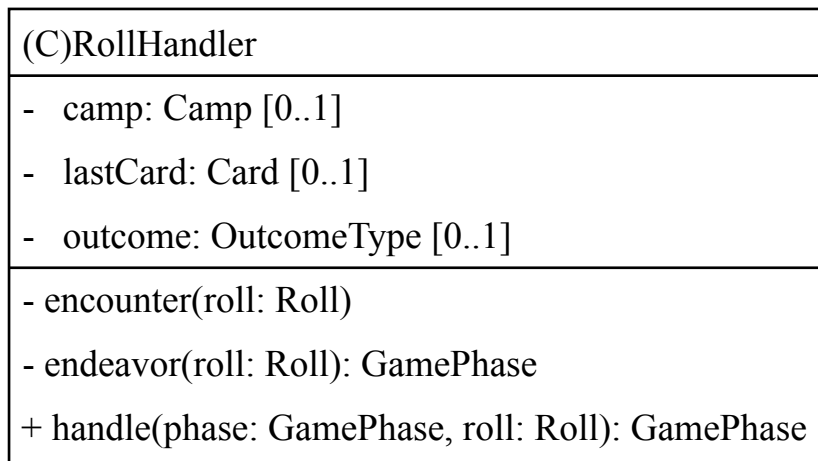 (C)RollHandler
- camp: Camp [0..1]
- lastCard: Card [0..1]
- outcome: OutcomeType [0..1]
- encounter(roll: Roll)
- endeavor(roll: Roll): GamePhase
+ handle(phase: GamePhase, roll: Roll): GamePhase